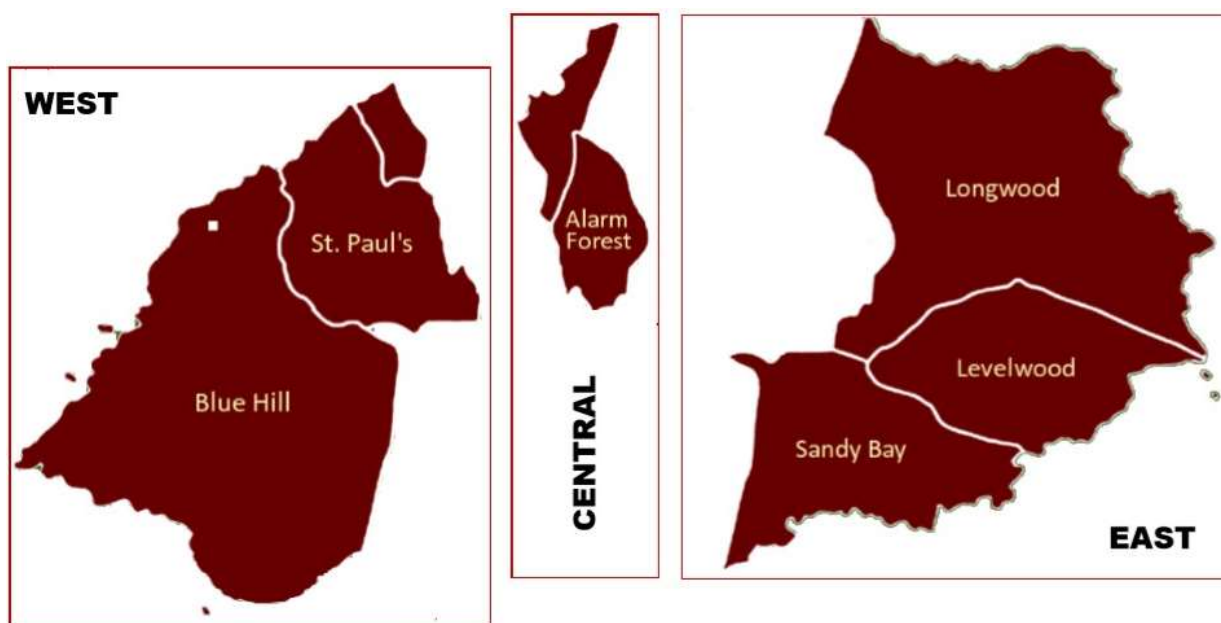 WEST
St. Paul's
Blue Hill
CENTRAL
Alarm
Forest
Longwood
Levelwood
Sandy Bay
EAST